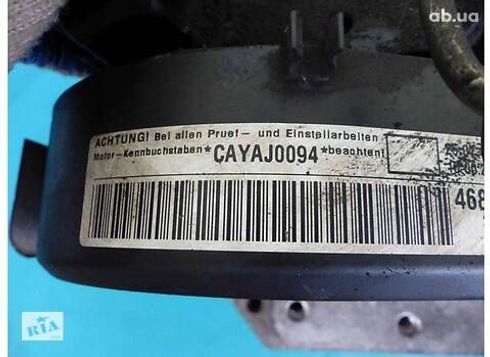 ab.ua
ACHTUNG! Bei allen Pruef- und Einstellarbeiten
Motor-Kennbuchstaben*CAYAJ0094*beachten!
468
RIA